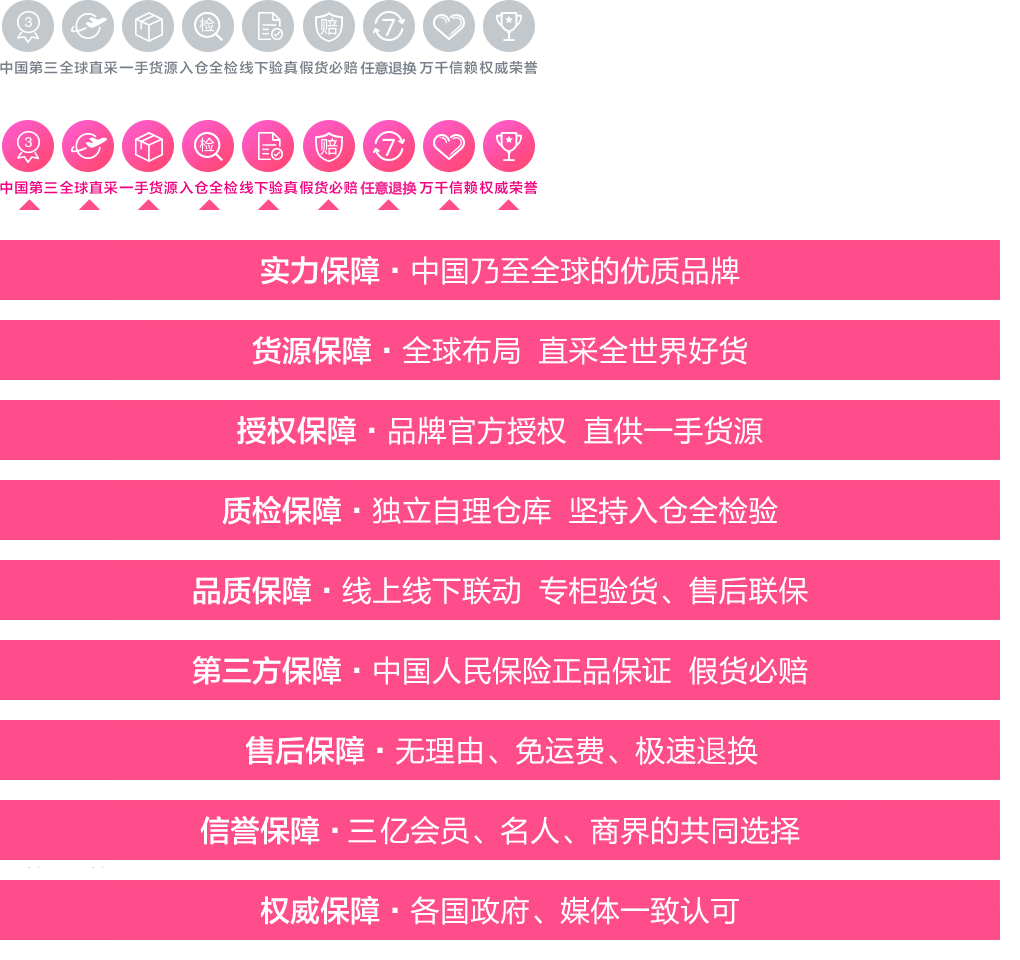 3 检 赔 7
中国第三 全球直采 一手货源 入仓全检 线下验真 假货必赔 任意退换 万千信赖 权威荣誉
3 检 赔 7
中国第三 全球直采 一手货源 入仓全检 线下验真 假货必赔 任意退换 万千信赖 权威荣誉
实力保障·中国乃至全球的优质品牌
货源保障·全球布局 直采全世界好货
授权保障·品牌官方授权 直供一手货源
质检保障·独立自理仓库 坚持入仓全检验
品质保障·线上线下联动 专柜验货、售后联保
第三方保障·中国人民保险正品保证 假货必赔
售后保障·无理由、免运费、极速退换
信誉保障·三亿会员、名人、商界的共同选择
权威保障·各国政府、媒体一致认可